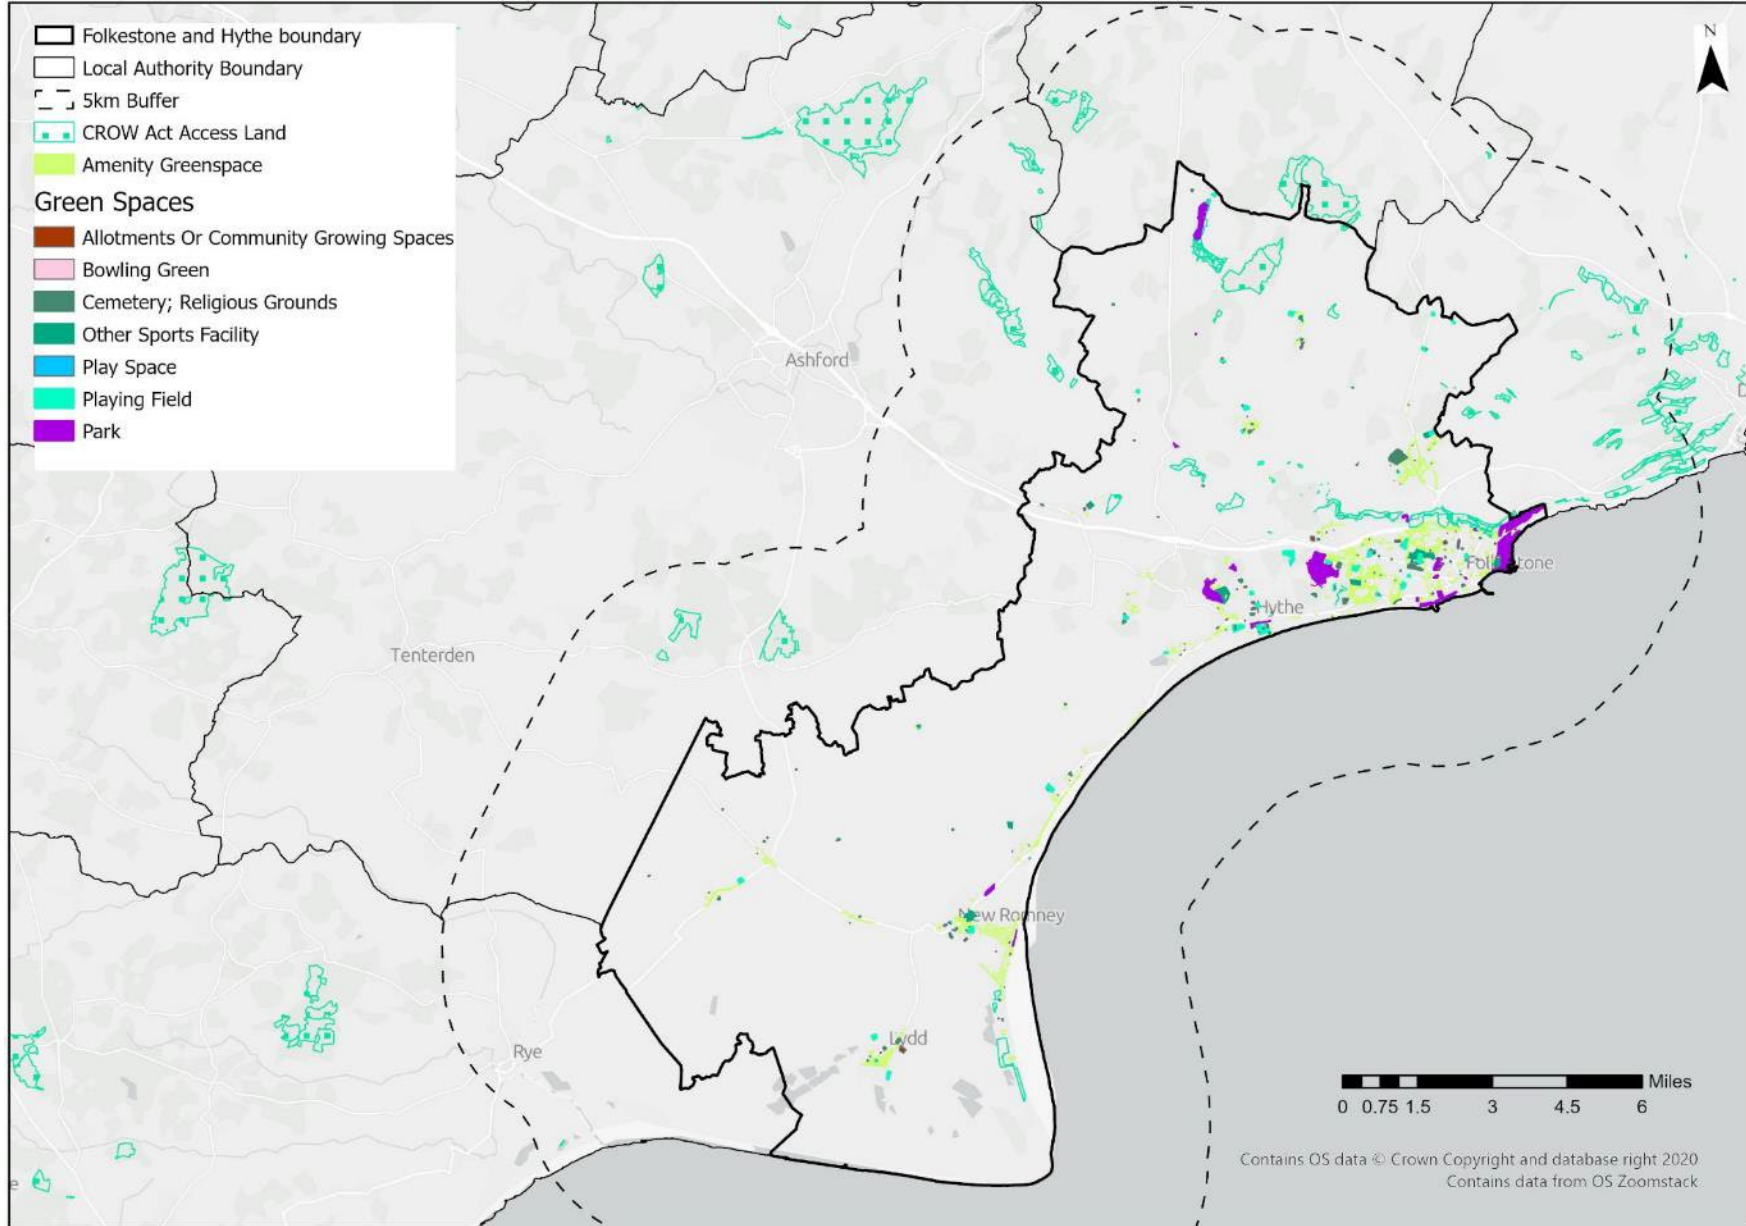 Folkestone and Hythe boundary
Local Authority Boundary
5km Buffer
CROW Act Access Land
Amenity Greenspace
Green Spaces
Allotments Or Community Growing Spaces
Bowling Green
Cemetery; Religious Grounds
Other Sports Facility
Play Space
Playing Field
Park
N
Ashford
D
Folkestone
Hythe
Tenterden
New Romney
Lydd
Rye
Miles
0 0.75 1.5 3 4.5 6
Contains OS data © Crown Copyright and database right 2020
Contains data from OS Zoomstack
e